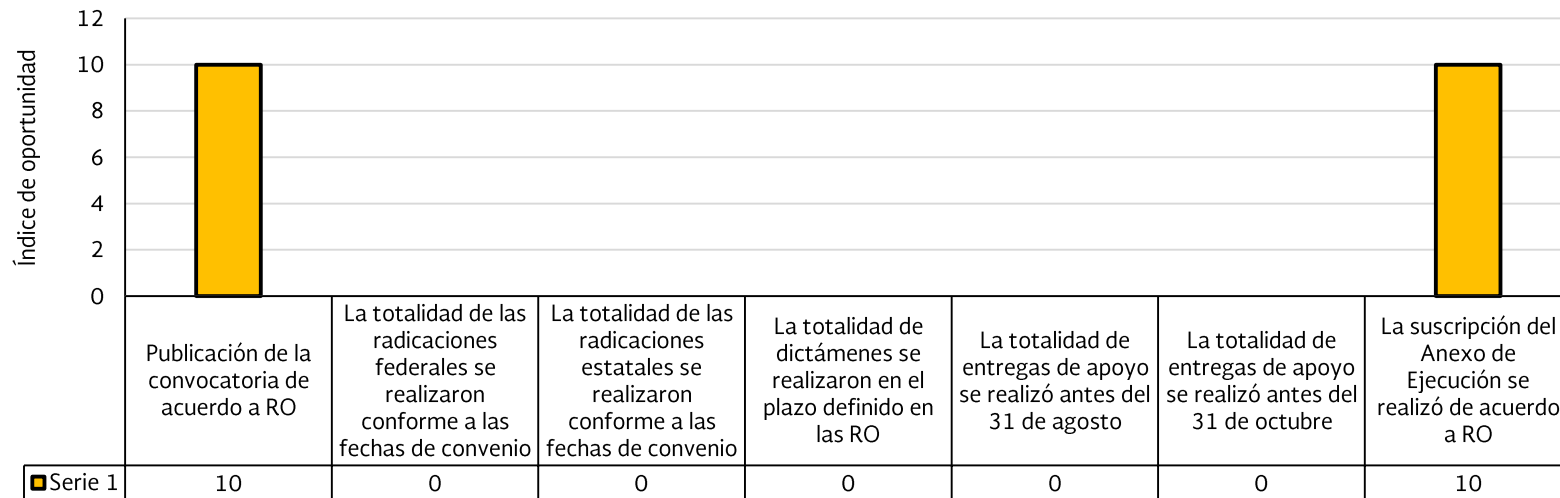 Índice de oportunidad
12
10
8
6
4
2
0
Publicación de la
convocatoria de
acuerdo a RO
La totalidad de las
radicaciones
federales se
realizaron
conforme a las
fechas de convenio
La totalidad de las
radicaciones
estatales se
realizaron
conforme a las
fechas de convenio
La totalidad de
dictámenes se
realizaron en el
plazo definido en
las RO
La totalidad de
entregas de apoyo
se realizó antes del
31 de agosto
La totalidad de
entregas de apoyo
se realizó antes del
31 de octubre
La suscripción del
Anexo de
Ejecución se
realizó de acuerdo
a RO
Serie 1 10 0 0 0 0 0 10